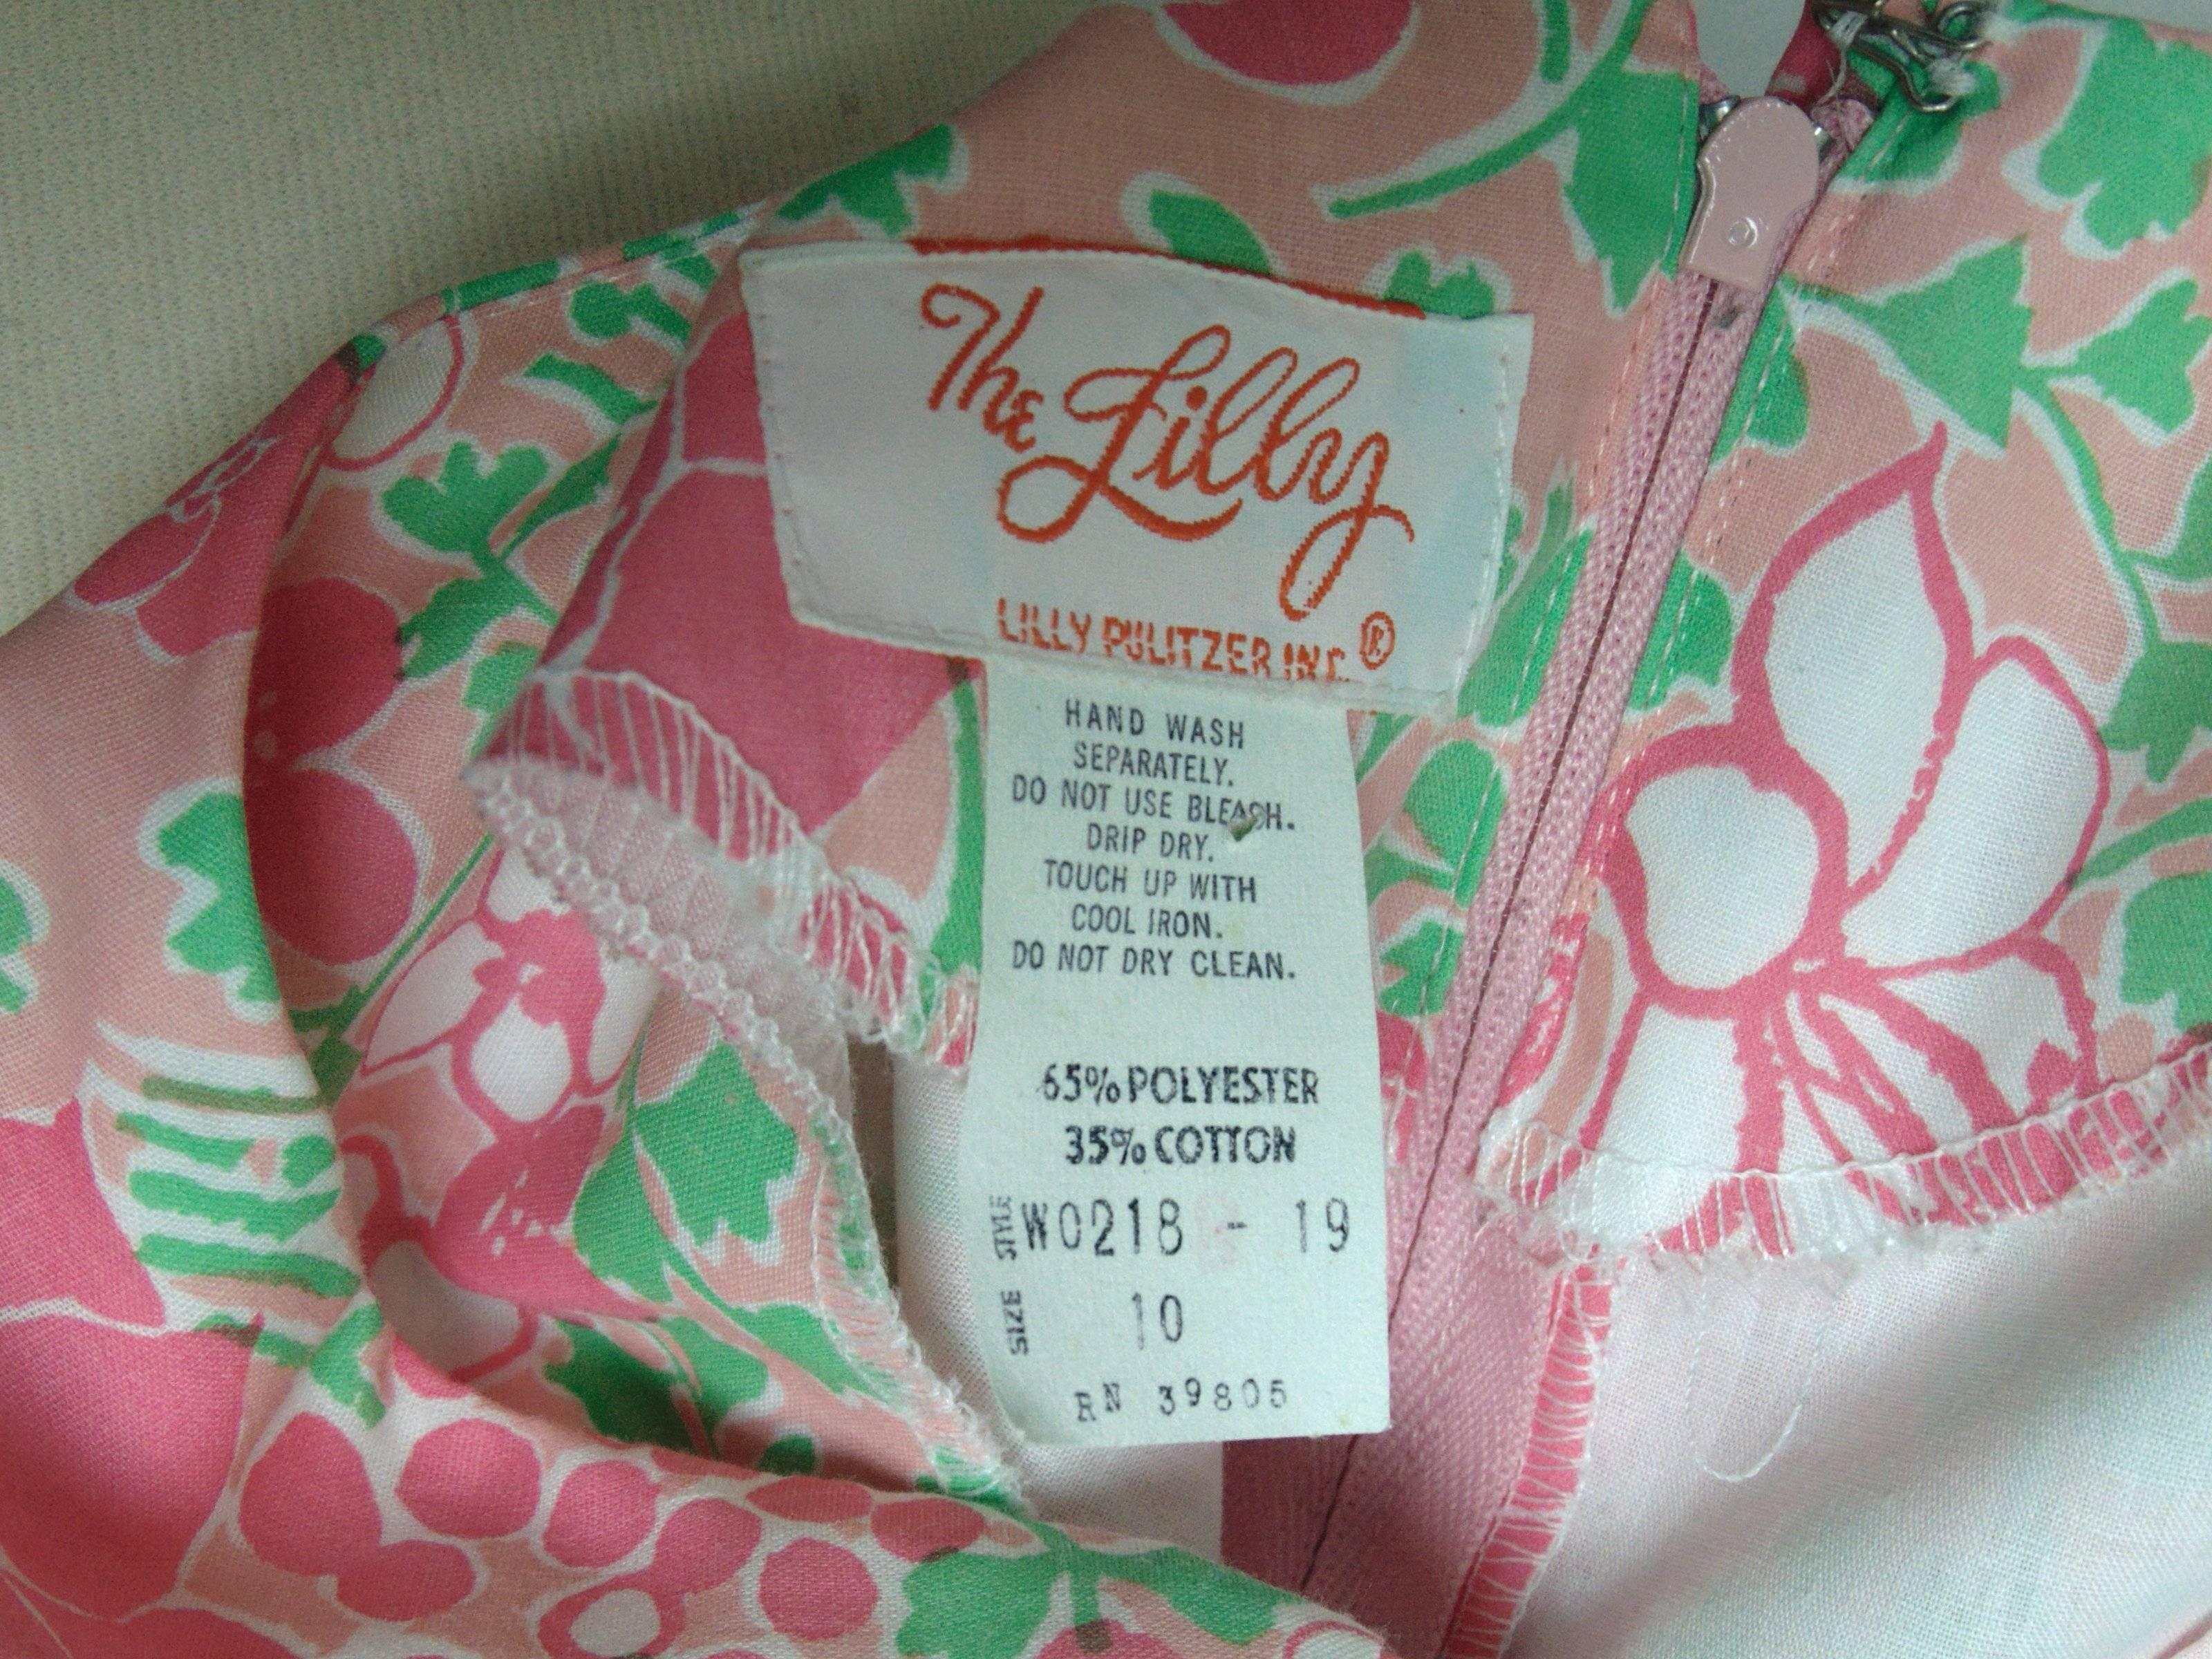 The Lilly
LILLY PULITZER INC ®
HAND WASH
SEPARATELY.
DO NOT USE BLEACH.
DRIP DRY.
TOUCH UP WITH
COOL IRON.
DO NOT DRY CLEAN.
65% POLYESTER
35% COTTON
STYLE W0218 - 19
SIZE 10
RN 39805